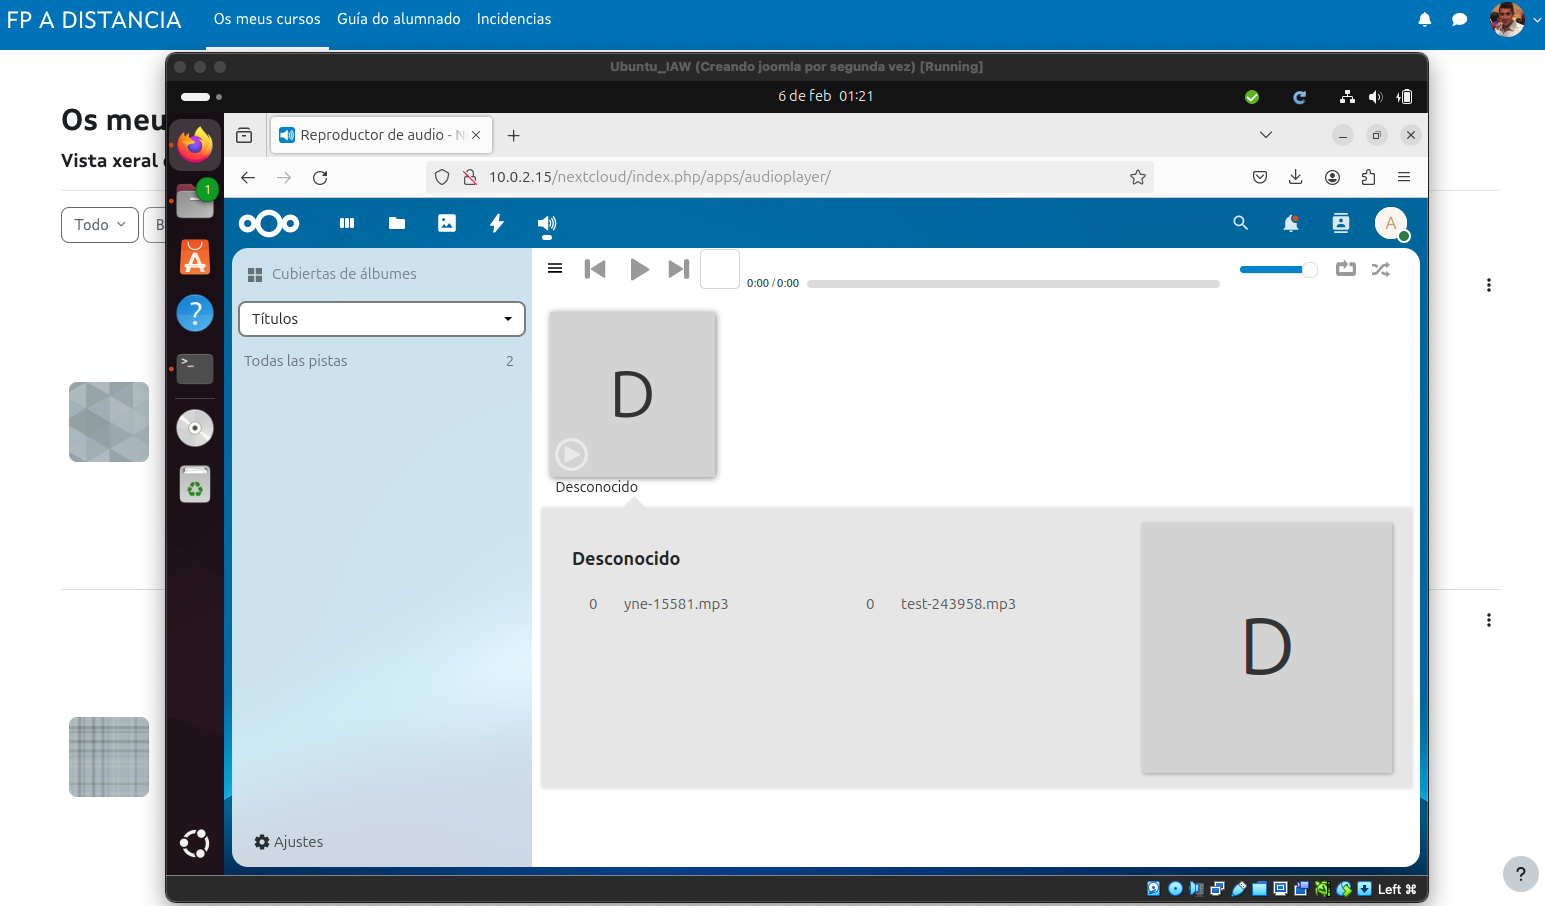 FP A DISTANCIA
Os meus cursos
Guía do alumnado
Incidencias
Ubuntu_IAW (Creando joomla por segunda vez) [Running]
6 de feb 01:21
Os meu
Vista xeral
Todo
B
1
Reproductor de audio - N
10.0.2.15/nextcloud/index.php/apps/audioplayer/
A
Cubiertas de álbumes
Títulos
Todas las pistas 2
0:00 / 0:00
D
Desconocido
Desconocido
0 yne-15581.mp3
0 test-243958.mp3
D
Ajustes
Left ⌘
?